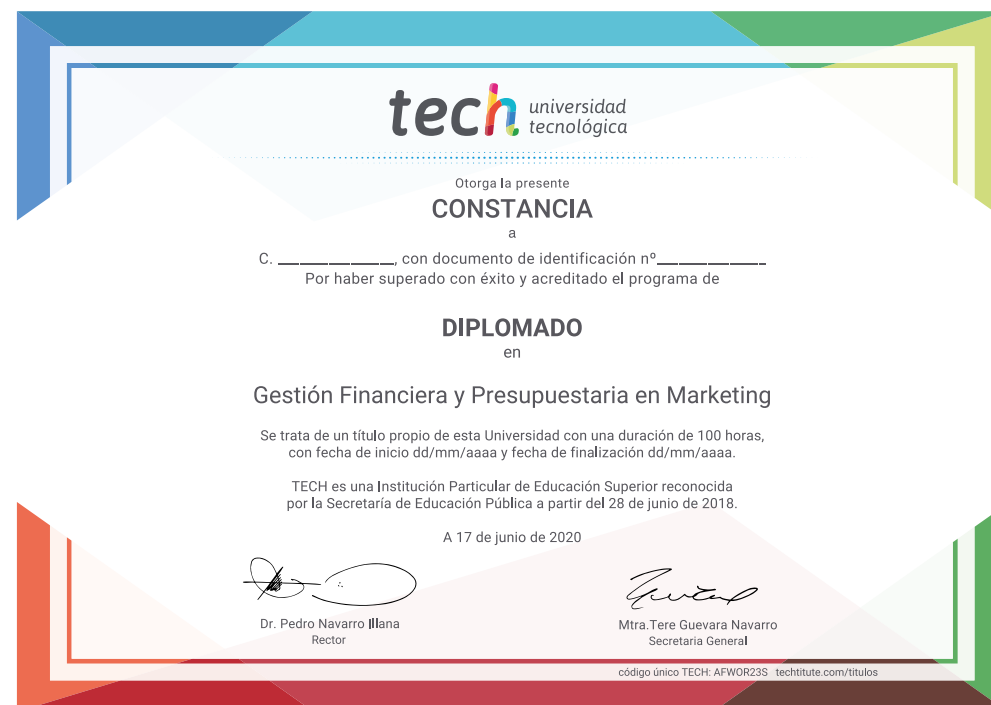 tech universidad
tecnológica
Otorga la presente
CONSTANCIA
a
C. ______________, con documento de identificación nº_____________
Por haber superado con éxito y acreditado el programa de
DIPLOMADO
en
Gestión Financiera y Presupuestaria en Marketing
Se trata de un título propio de esta Universidad con una duración de 100 horas,
con fecha de inicio dd/mm/aaaa y fecha de finalización dd/mm/aaaa.
TECH es una Institución Particular de Educación Superior reconocida
por la Secretaría de Educación Pública a partir del 28 de junio de 2018.
A 17 de junio de 2020
Dr. Pedro Navarro Illana
Rector
Mtra.Tere Guevara Navarro
Secretaria General
código único TECH: AFWOR23S techtitute.com/titulos